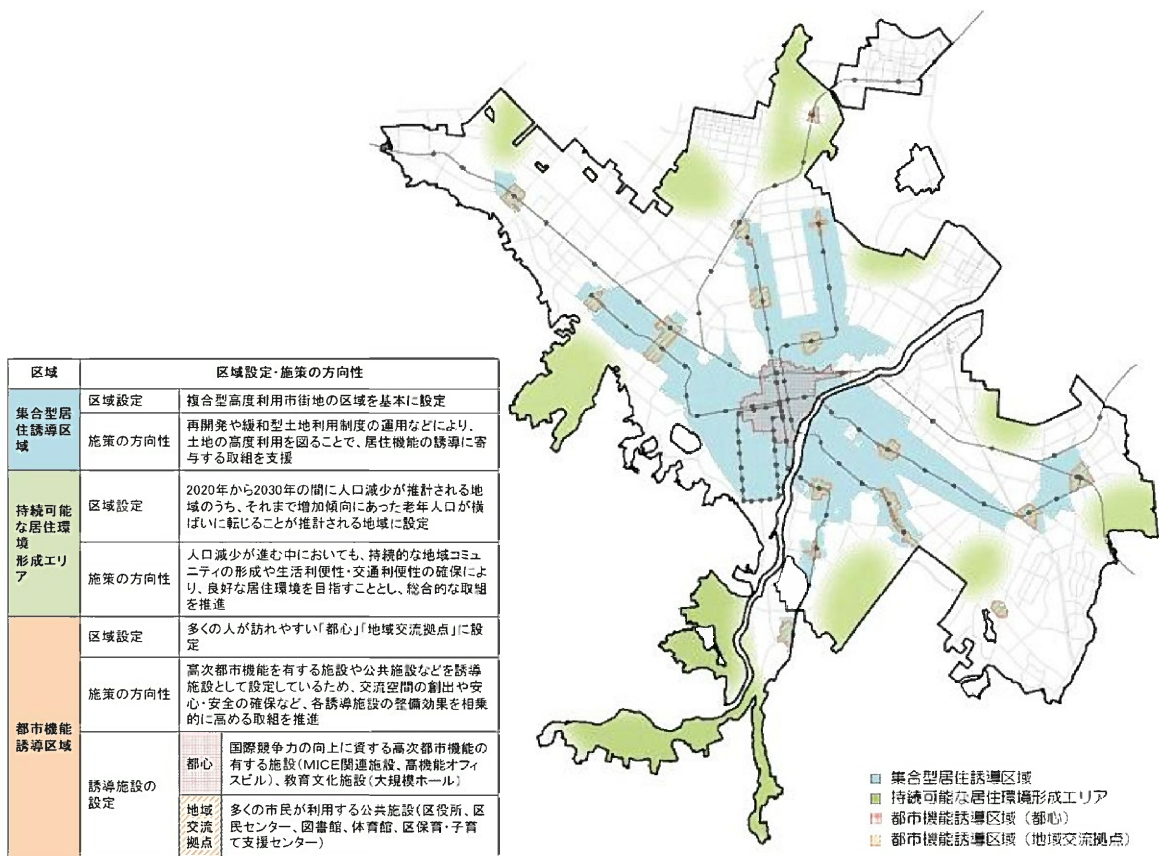 区域
区域設定・施策の方向性
集合型居
住誘導区
域
区域設定
複合型高度利用市街地の区域を基本に設定
施策の方向性
再開発や緩和型土地利用制度の運用などにより、
土地の高度利用を図ることで、居住機能の誘導に寄
与する取組を支援
持続可能
な居住環
境
形成エリア
区域設定
2020年から2030年の間に人口減少が推計される地
域のうち、それまで増加傾向にあった老年人口が横
ばいに転じることが推計される地域に設定
施策の方向性
人口減少が進む中においても、持続的な地域コミュ
ニティの形成や生活利便性・交通利便性の確保によ
り、良好な居住環境を目指すこととし、総合的な取組
を推進
都市機能
誘導区域
区域設定
多くの人が訪れやすい「都心」「地域交流拠点」に設
定
施策の方向性
高次都市機能を有する施設や公共施設などを誘導
施設として設定しているため、交流空間の創出や安
心・安全の確保など、各誘導施設の整備効果を相乗
的に高める取組を推進
誘導施設の
設定
都心
国際競争力の向上に資する高次都市機能の
有する施設(MICE関連施設、高機能オフィ
スビル)、教育文化施設(大規模ホール)
地域
交流
拠点
多くの市民が利用する公共施設(区役所、区
民センター、図書館、体育館、区保育・子育
て支援センター)
集合型居住誘導区域
持続可能な居住環境形成エリア
都市機能誘導区域（都心）
都市機能誘導区域（地域交流拠点）